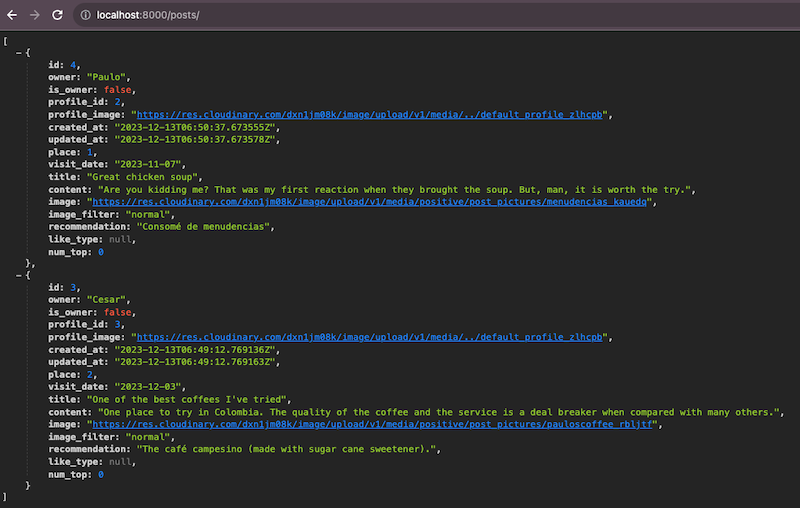 localhost:8000/posts/
[
– {
id: 4,
owner: "Paulo",
is_owner: false,
profile_id: 2,
profile_image: "https://res.cloudinary.com/dxn1jm08k/image/upload/v1/media/../default_profile_zlhcpb",
created_at: "2023-12-13T06:50:37.673555Z",
updated_at: "2023-12-13T06:50:37.673578Z",
place: 1,
visit_date: "2023-11-07",
title: "Great chicken soup",
content: "Are you kidding me? That was my first reaction when they brought the soup. But, man, it is worth the try.",
image: "https://res.cloudinary.com/dxn1jm08k/image/upload/v1/media/positive/post_pictures/menudencias_kauedq",
image_filter: "normal",
recommendation: "Consomé de menudencias",
like_type: null,
num_top: 0
},
– {
id: 3,
owner: "Cesar",
is_owner: false,
profile_id: 3,
profile_image: "https://res.cloudinary.com/dxn1jm08k/image/upload/v1/media/../default_profile_zlhcpb",
created_at: "2023-12-13T06:49:12.769136Z",
updated_at: "2023-12-13T06:49:12.769163Z",
place: 2,
visit_date: "2023-12-03",
title: "One of the best coffees I've tried",
content: "One place to try in Colombia. The quality of the coffee and the service is a deal breaker when compared with many others.",
image: "https://res.cloudinary.com/dxn1jm08k/image/upload/v1/media/positive/post_pictures/pauloscoffee_rbljtf",
image_filter: "normal",
recommendation: "The café campesino (made with sugar cane sweetener).",
like_type: null,
num_top: 0
}
]